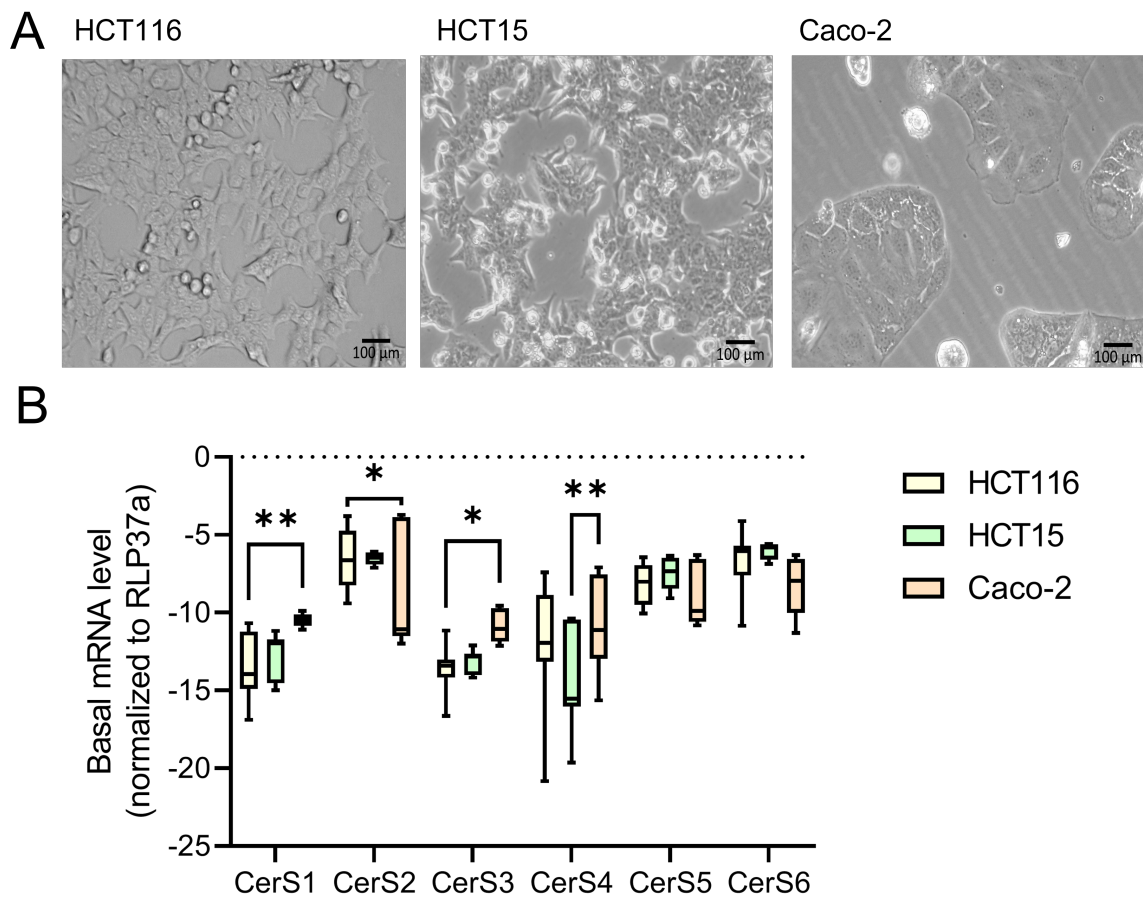 A
HCT116
HCT15
Caco-2
100 µm
100 µm
100 µm
B
Basal mRNA level
(normalized to RLP37a)
0
-5
-10
-15
-20
-25
**
*
*
**
CerS1
CerS2
CerS3
CerS4
CerS5
CerS6
HCT116
HCT15
Caco-2